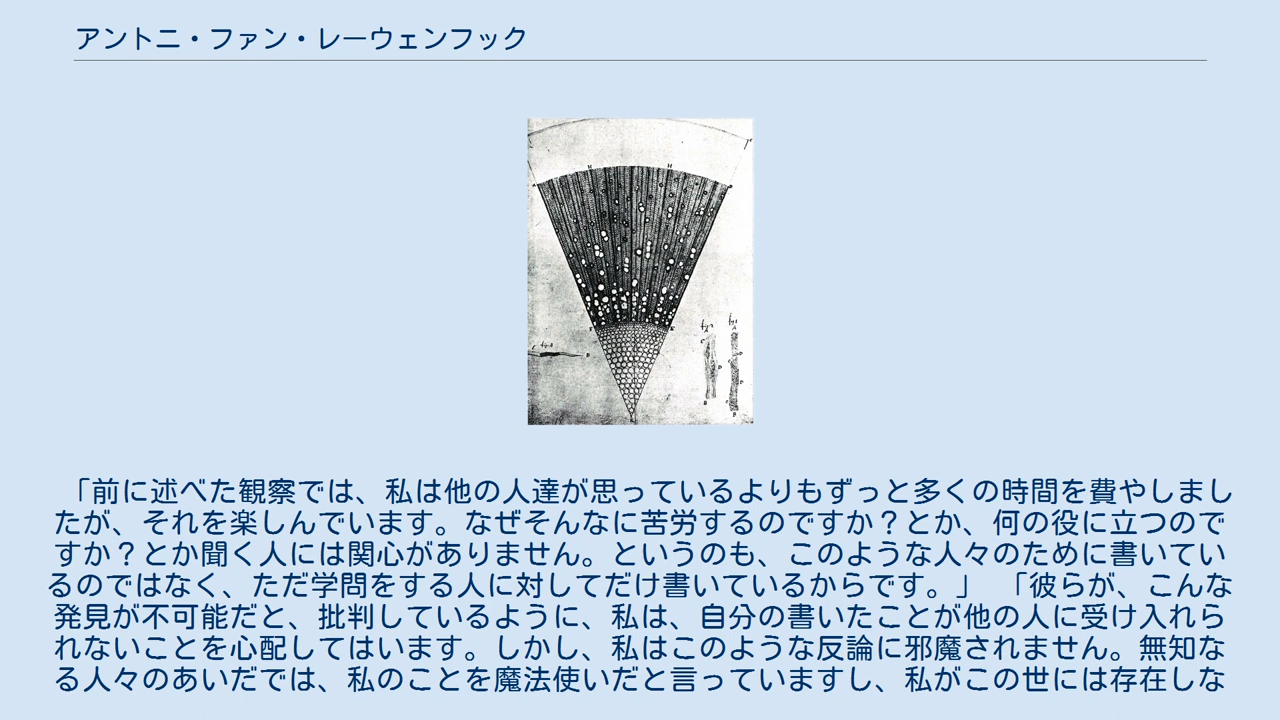 アントニ・ファン・レーウェンフック
「前に述べた観察では、私は他の人達が思っているよりもずっと多くの時間を費やしまし
たが、それを楽しんでいます。なぜそんなに苦労するのですか？とか、何の役に立つので
すか？とか聞く人には関心がありません。というのも、このような人々のために書いてい
るのではなく、ただ学問をする人に対してだけ書いているからです。」 「彼らが、こんな
発見が不可能だと、批判しているように、私は、自分の書いたことが他の人に受け入れら
れないことを心配してはいます。しかし、私はこのような反論に邪魔されません。無知な
る人々のあいだでは、私のことを魔法使いだと言っていますし、私がこの世には存在しな